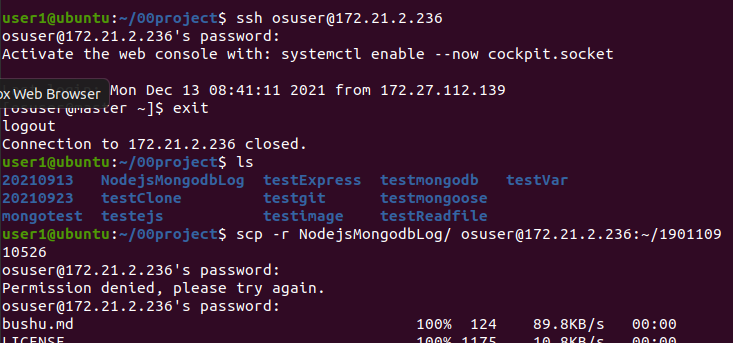 user1@ubuntu:~/00project$ ssh osuser@172.21.2.236
osuser@172.21.2.236's password:
Activate the web console with: systemctl enable --now cockpit.socket
ox Web Browser Mon Dec 13 08:41:11 2021 from 172.27.112.139
[osuser@Master ~]$ exit
logout
Connection to 172.21.2.236 closed.
user1@ubuntu:~/00project$ ls
20210913 NodejsMongodbLog testExpress testmongodb testVar
20210923 testClone testgit testmongoose
mongotest testejs testimage testReadfile
user1@ubuntu:~/00project$ scp -r NodejsMongodbLog/ osuser@172.21.2.236:~/1901109
10526
osuser@172.21.2.236's password:
Permission denied, please try again.
osuser@172.21.2.236's password:
bushu.md 100% 124 89.8KB/s 00:00
LICENSE 100% 1175 10.8KB/s 00:00